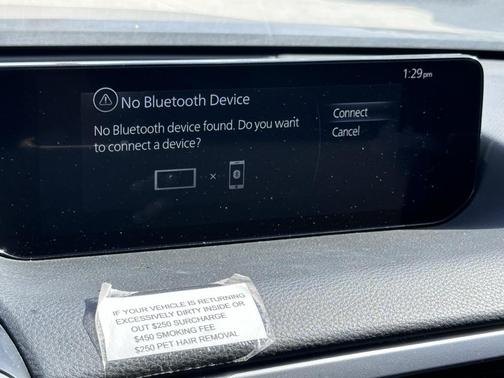 1:29pm
No Bluetooth Device
No Bluetooth device found. Do you want
to connect a device?
Connect
Cancel
IF YOUR VEHICLE IS RETURNING
EXCESSIVELY DIRTY INSIDE OR
OUT $250 SURCHARGE
$450 SMOKING FEE
$250 PET HAIR REMOVAL